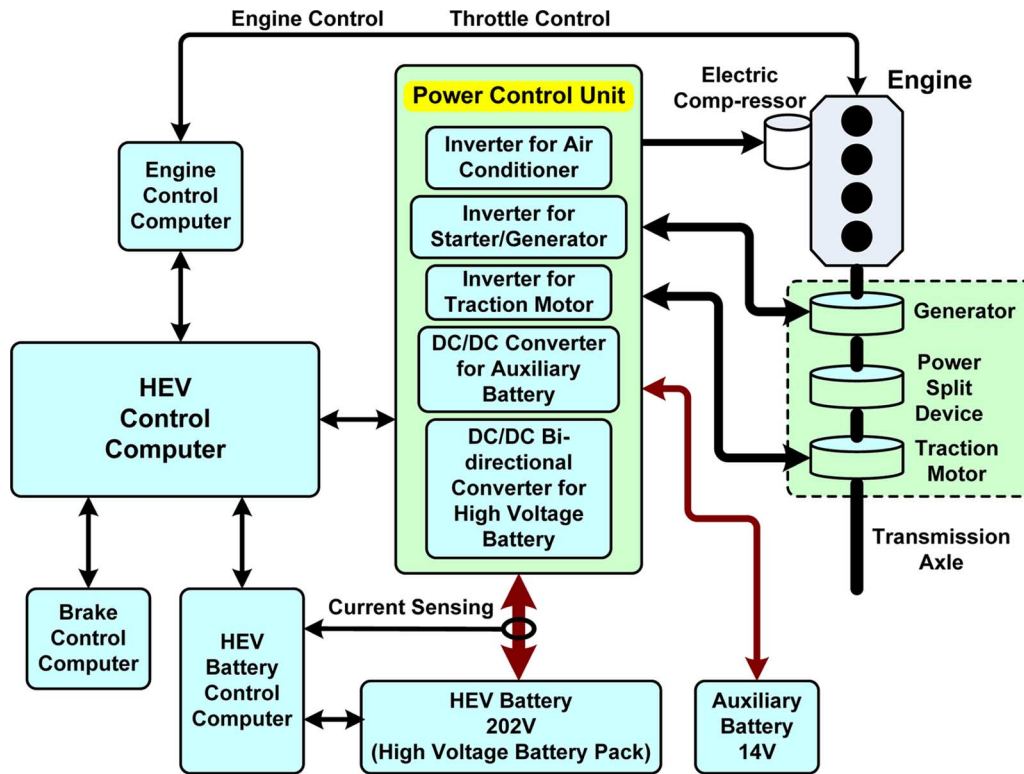 Engine Control
Throttle Control
Electric
Comp-ressor
Engine
Power Control Unit
Inverter for Air
Conditioner
Engine
Control
Computer
Inverter for
Starter/Generator
Inverter for
Traction Motor
Generator
DC/DC Converter
for Auxiliary
Battery
Power
Split
Device
HEV
Control
Computer
DC/DC Bi-
directional
Converter for
High Voltage
Battery
Traction
Motor
Transmission
Axle
Brake
Control
Computer
HEV
Battery
Control
Computer
Current Sensing
HEV Battery
202V
(High Voltage Battery Pack)
Auxiliary
Battery
14V